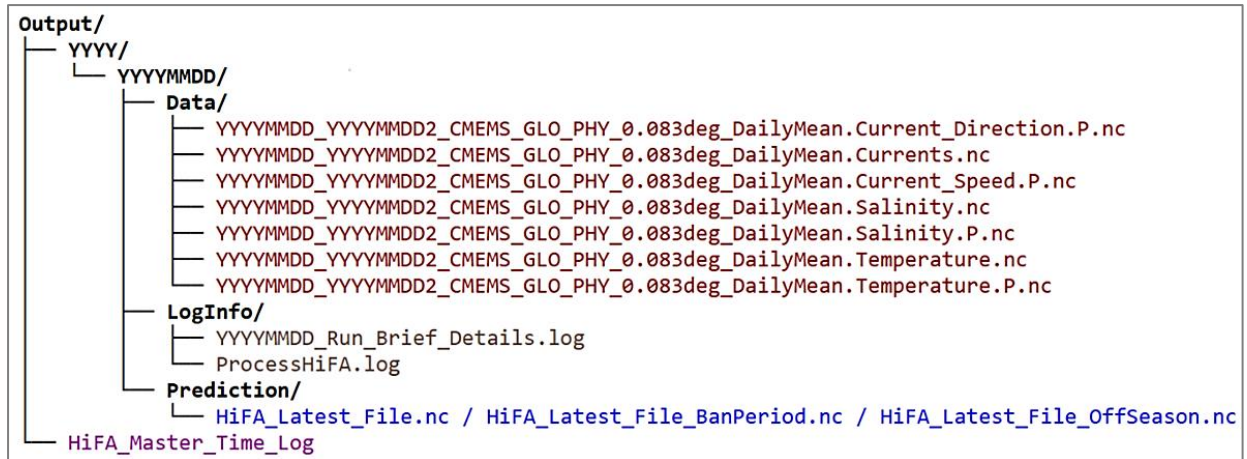 Output/
├── YYYY/
│   └── YYYYMMDD/
│       ├── Data/
│       │   ├── YYYYMMDD_YYYYMMDD2_CMEMS_GLO_PHY_0.083deg_DailyMean.Current_Direction.P.nc
│       │   ├── YYYYMMDD_YYYYMMDD2_CMEMS_GLO_PHY_0.083deg_DailyMean.Currents.nc
│       │   ├── YYYYMMDD_YYYYMMDD2_CMEMS_GLO_PHY_0.083deg_DailyMean.Current_Speed.P.nc
│       │   ├── YYYYMMDD_YYYYMMDD2_CMEMS_GLO_PHY_0.083deg_DailyMean.Salinity.nc
│       │   ├── YYYYMMDD_YYYYMMDD2_CMEMS_GLO_PHY_0.083deg_DailyMean.Salinity.P.nc
│       │   ├── YYYYMMDD_YYYYMMDD2_CMEMS_GLO_PHY_0.083deg_DailyMean.Temperature.nc
│       │   └── YYYYMMDD_YYYYMMDD2_CMEMS_GLO_PHY_0.083deg_DailyMean.Temperature.P.nc
│       ├── LogInfo/
│       │   ├── YYYYMMDD_Run_Brief_Details.log
│       │   └── ProcessHiFA.log
│       └── Prediction/
│           └── HiFA_Latest_File.nc / HiFA_Latest_File_BanPeriod.nc / HiFA_Latest_File_OffSeason.nc
└── HiFA_Master_Time_Log